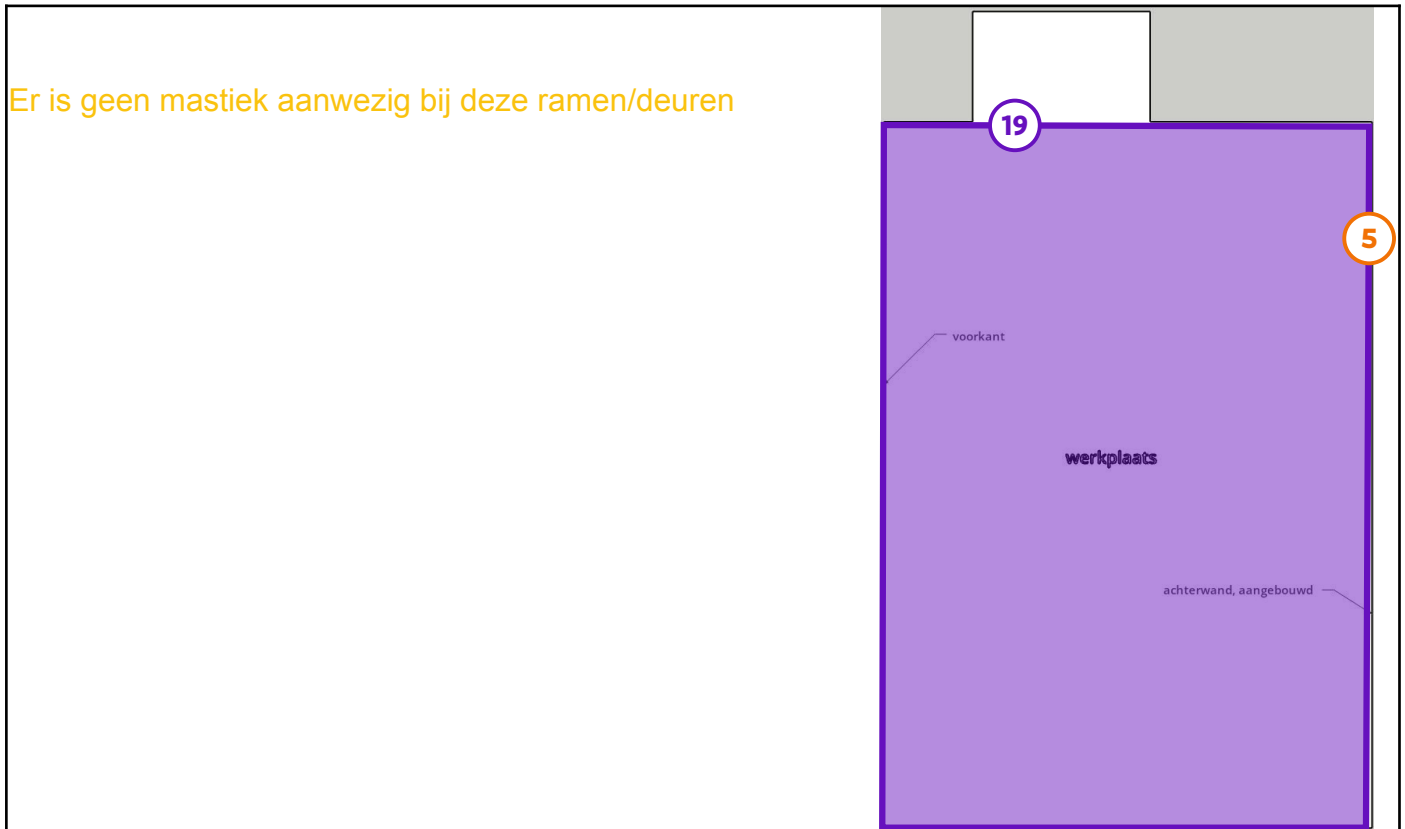 Er is geen mastiek aanwezig bij deze ramen/deuren
19
5
voorkant
werkplaats
achterwand, aangebouwd